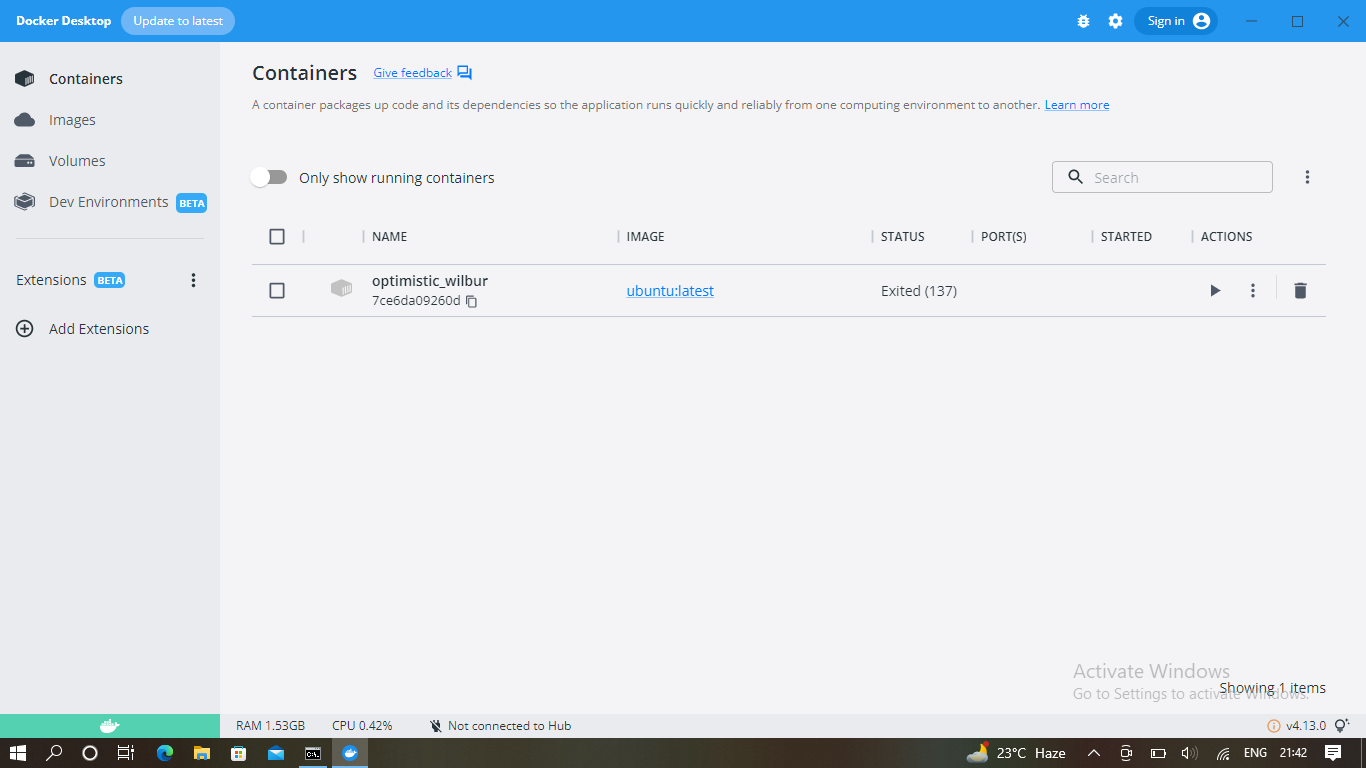 Docker Desktop Update to latest Sign in
Containers
Images
Volumes
Dev Environments BETA
Extensions BETA
Add Extensions
Containers Give feedback
A container packages up code and its dependencies so the application runs quickly and reliably from one computing environment to another. Learn more
Only show running containers Search
NAME IMAGE STATUS PORT(S) STARTED ACTIONS
optimistic_wilbur
7ce6da09260d
ubuntu:latest Exited (137)
Activate Windows
Go to Settings to activate Windows.
Showing 1 items
RAM 1.53GB CPU 0.42% Not connected to Hub v4.13.0
C:\. 23°C Haze ENG 21:42